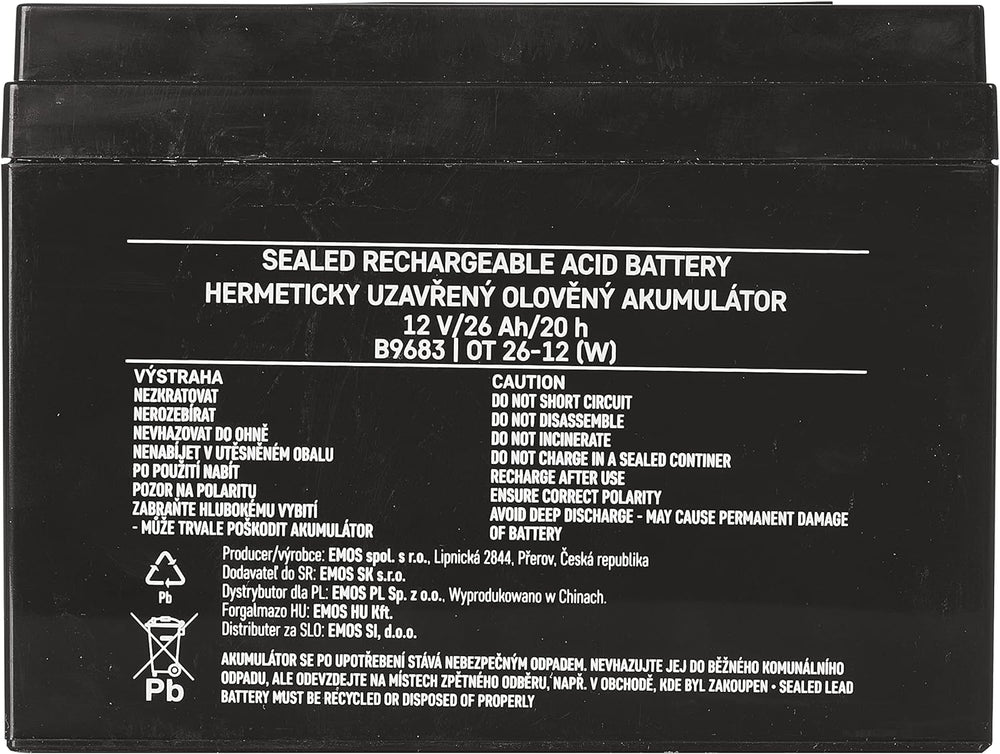 SEALED RECHARGEABLE ACID BATTERY
HERMETICKY UZAVŘENÝ OLOVĚNÝ AKUMULÁTOR
12 V/26 Ah/20 h
B9683 | OT 26-12 (W)
VÝSTRAHA
NEZKRATOVAT
NEROZEBÍRAT
NEVHAZOVAT DO OHNĚ
NENABÍJET V UTĚSNĚNÉM OBALU
PO POUŽITÍ NABÍT
POZOR NA POLARITU
ZABRAŇTE HLUBOKÉMU VYBITÍ
- MŮŽE TRVALE POŠKODIT AKUMULÁTOR
CAUTION
DO NOT SHORT CIRCUIT
DO NOT DISASSEMBLE
DO NOT INCINERATE
DO NOT CHARGE IN A SEALED CONTINER
RECHARGE AFTER USE
ENSURE CORRECT POLARITY
AVOID DEEP DISCHARGE - MAY CAUSE PERMANENT DAMAGE
OF BATTERY
Pb
Producer/výrobce: EMOS spol. s r.o., Lipnická 2844, Přerov, Česká republika
Dodavateľ do SR: EMOS SK s.r.o.
Dystrybutor dla PL: EMOS PL Sp. z o.o., Wyprodukowano w Chinach.
Forgalmazo HU: EMOS HU Kft.
Distributer za SLO: EMOS SI, d.o.o.
Pb
AKUMULÁTOR SE PO UPOTŘEBENÍ STÁVÁ NEBEZPEČNÝM ODPADEM. NEVHAZUJTE JEJ DO BĚŽNÉHO KOMUNÁLNÍHO
ODPADU, ALE ODEVZDEJTE NA MÍSTECH ZPĚTNÉHO ODBĚRU, NAPŘ. V OBCHODĚ, KDE BYL ZAKOUPEN • SEALED LEAD
BATTERY MUST BE RECYCLED OR DISPOSED OF PROPERLY